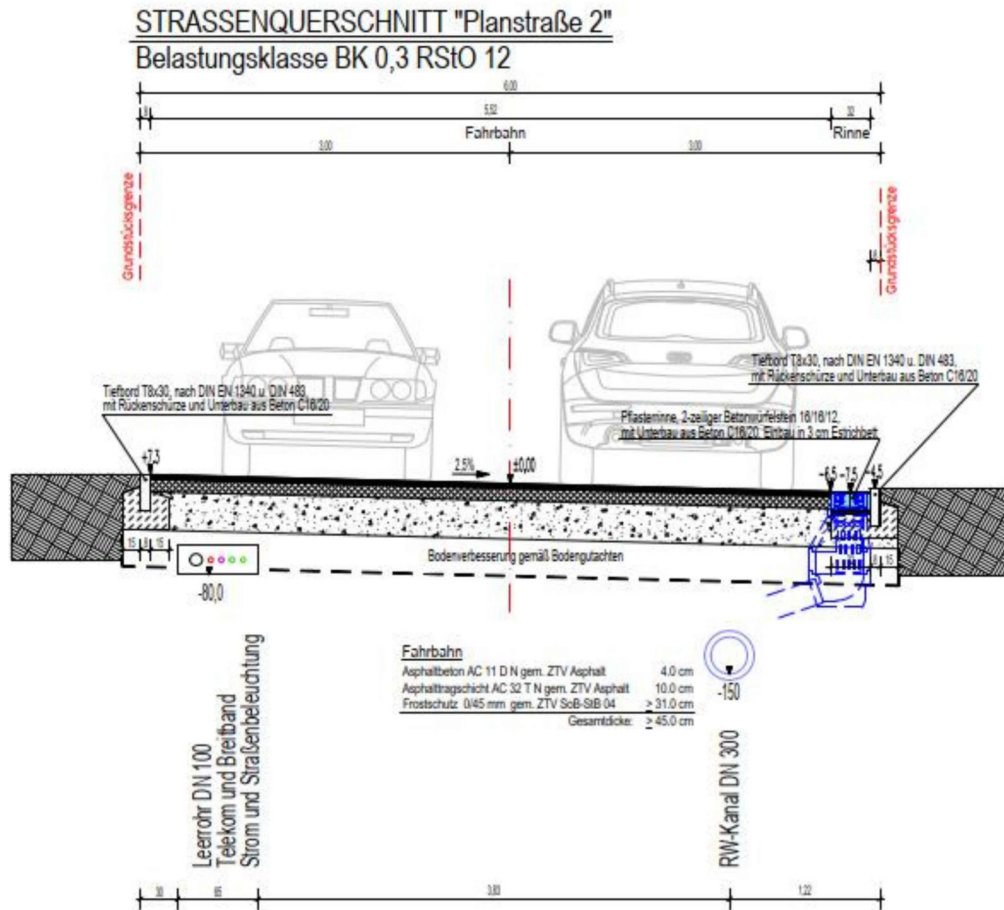 STRASSENQUERSCHNITT "Planstraße 2"
Belastungsklasse BK 0,3 RStO 12
6,00
8
5,52
32
Fahrbahn
Rinne
3,00
3,00
Grundstücksgrenze
Grundstücksgrenze
8
Tiefbord T8x30, nach DIN EN 1340 u. DIN 483,
mit Rückenschürze und Unterbau aus Beton C16/20
Tiefbord T8x30, nach DIN EN 1340 u. DIN 483,
mit Rückenschürze und Unterbau aus Beton C16/20
Pflasterrinne, 2-zeiliger Betonwürfelstein 16/16/12,
mit Unterbau aus Beton C16/20, Einbau in 3 cm Estrichbett
+7,3
2,5%
±0,00
-6,5
-7,5
-4,5
15
8
15
Bodenverbesserung gemäß Bodengutachten
8
15
-80,0
Fahrbahn
Asphaltbeton AC 11 D N gem. ZTV Asphalt 4.0 cm
Asphalttragschicht AC 32 T N gem. ZTV Asphalt 10.0 cm
Frostschutz 0/45 mm gem. ZTV SoB-StB 04 ≥ 31.0 cm
Gesamtdicke: ≥ 45.0 cm
-150
Leerrohr DN 100
Telekom und Breitband
Strom und Straßenbeleuchtung
RW-Kanal DN 300
30
65
3,83
1,22